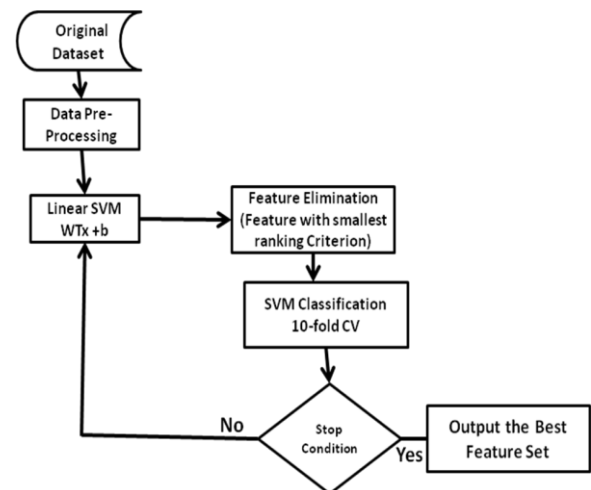 Original
Dataset
Data Pre-
Processing
Linear SVM
WTx +b
Feature Elimination
(Feature with smallest
ranking Criterion)
SVM Classification
10-fold CV
Stop
Condition
No
Yes
Output the Best
Feature Set